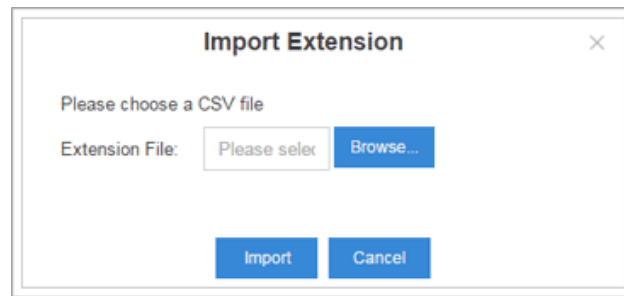 Import Extension
Please choose a CSV file
Extension File: Please selec Browse...
Import Cancel